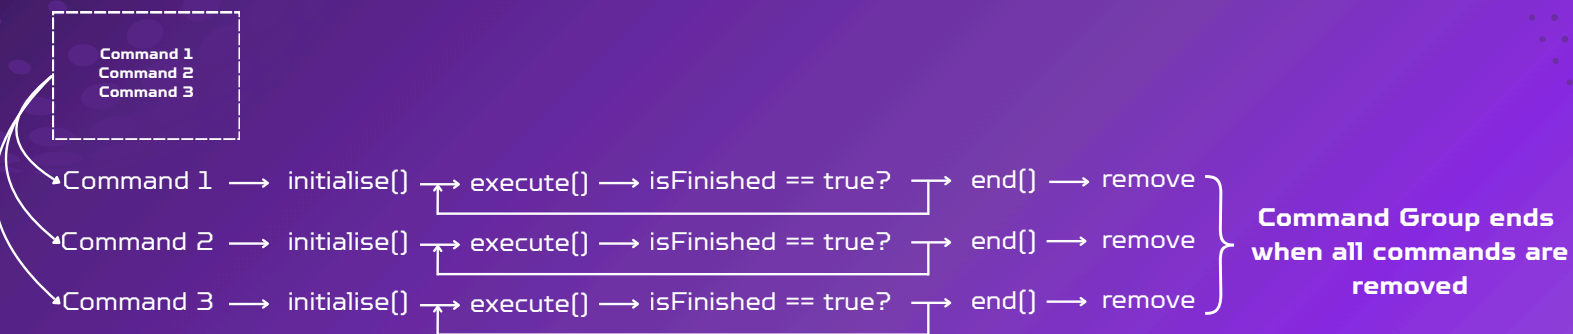 Command 1
Command 2
Command 3
Command 1 initialise() execute() isFinished == true? end() remove
Command 2 initialise() execute() isFinished == true? end() remove
Command 3 initialise() execute() isFinished == true? end() remove
Command Group ends
when all commands are
removed